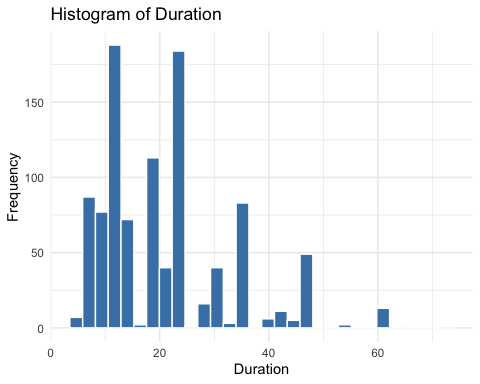 Histogram of Duration
Frequency
150
100
50
0
0 20 40 60
Duration